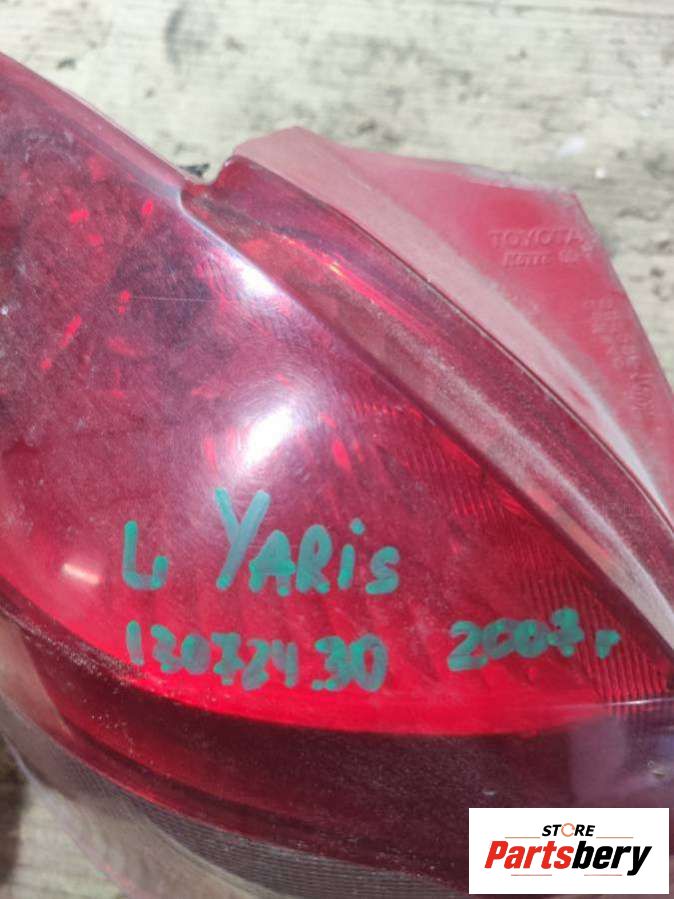 TOYOTA
L YARis
13072430 2007г
STORE
Partsbery